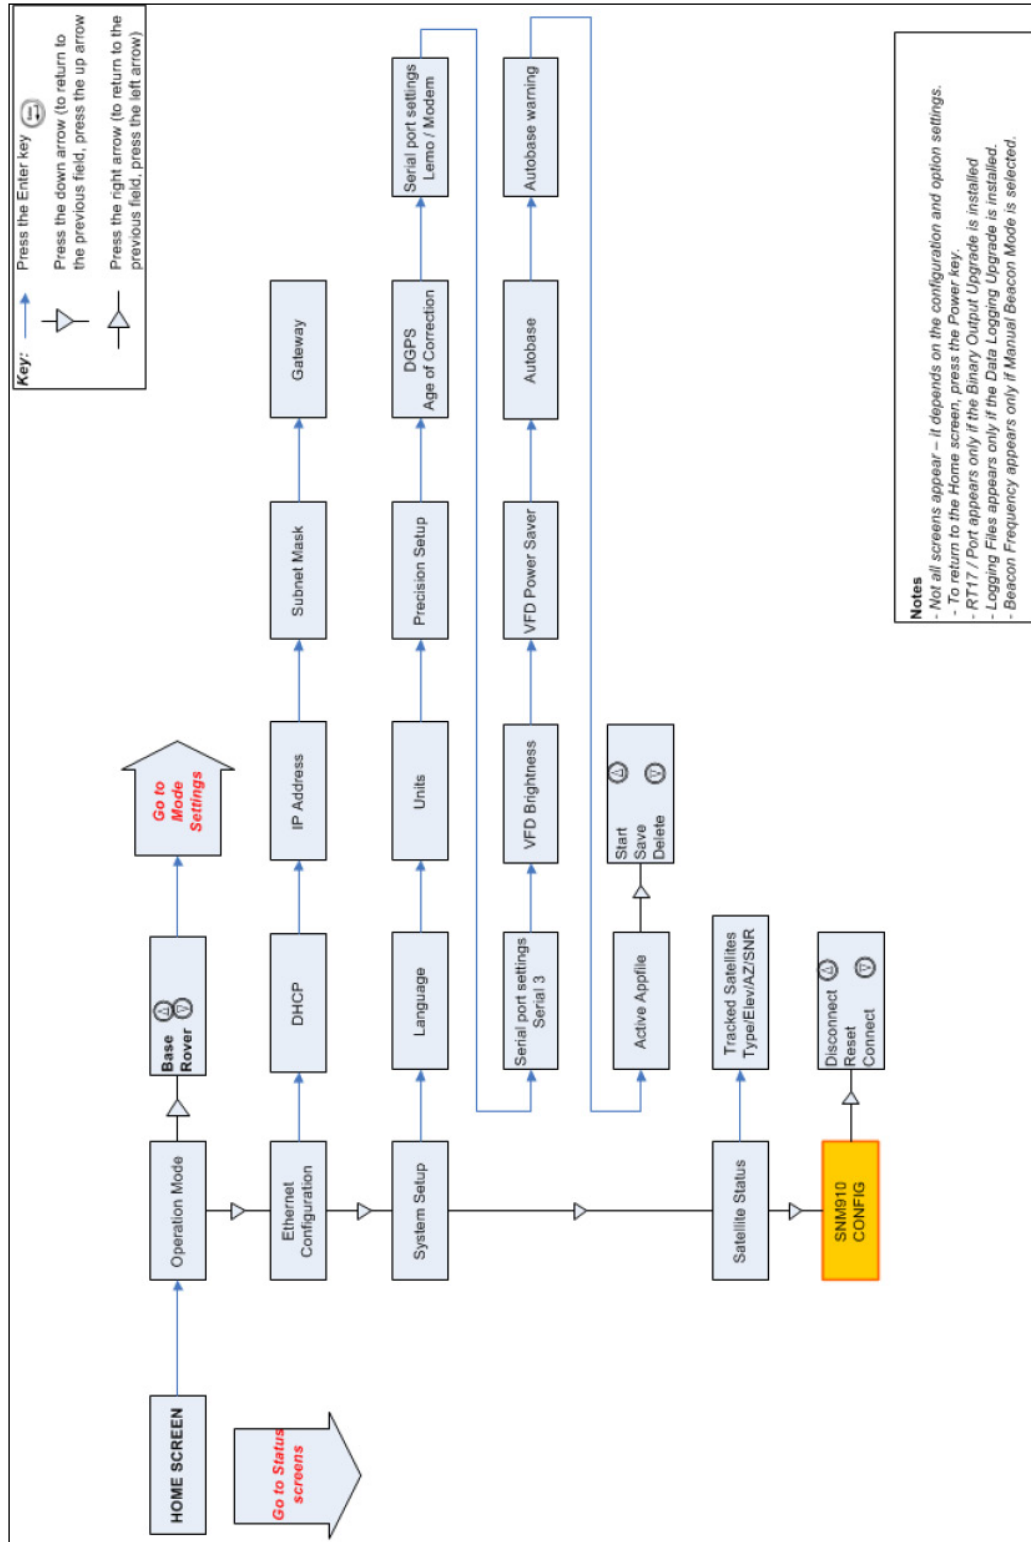 Key:
Press the Enter key
Press the down arrow (to return to
the previous field, press the up arrow
Press the right arrow (to return to the
previous field, press the left arrow)
HOME SCREEN
Go to Status
screens
Operation Mode
Base
Rover
Go to
Mode
Settings
Ethernet
Configuration
DHCP
IP Address
Subnet Mask
Gateway
System Setup
Language
Units
Precision Setup
DGPS
Age of Correction
Serial port settings
Lemo / Modem
Serial port settings
Serial 3
VFD Brightness
VFD Power Saver
Autobase
Autobase warning
Active Appfile
Start
Save
Delete
Satellite Status
Tracked Satellites
Type/Elev/AZ/SNR
SNM910
CONFIG
Disconnect
Reset
Connect
Notes
- Not all screens appear – it depends on the configuration and option settings.
- To return to the Home screen, press the Power key.
- RT17 / Port appears only if the Binary Output Upgrade is installed
- Logging Files appears only if the Data Logging Upgrade is installed.
- Beacon Frequency appears only if Manual Beacon Mode is selected.